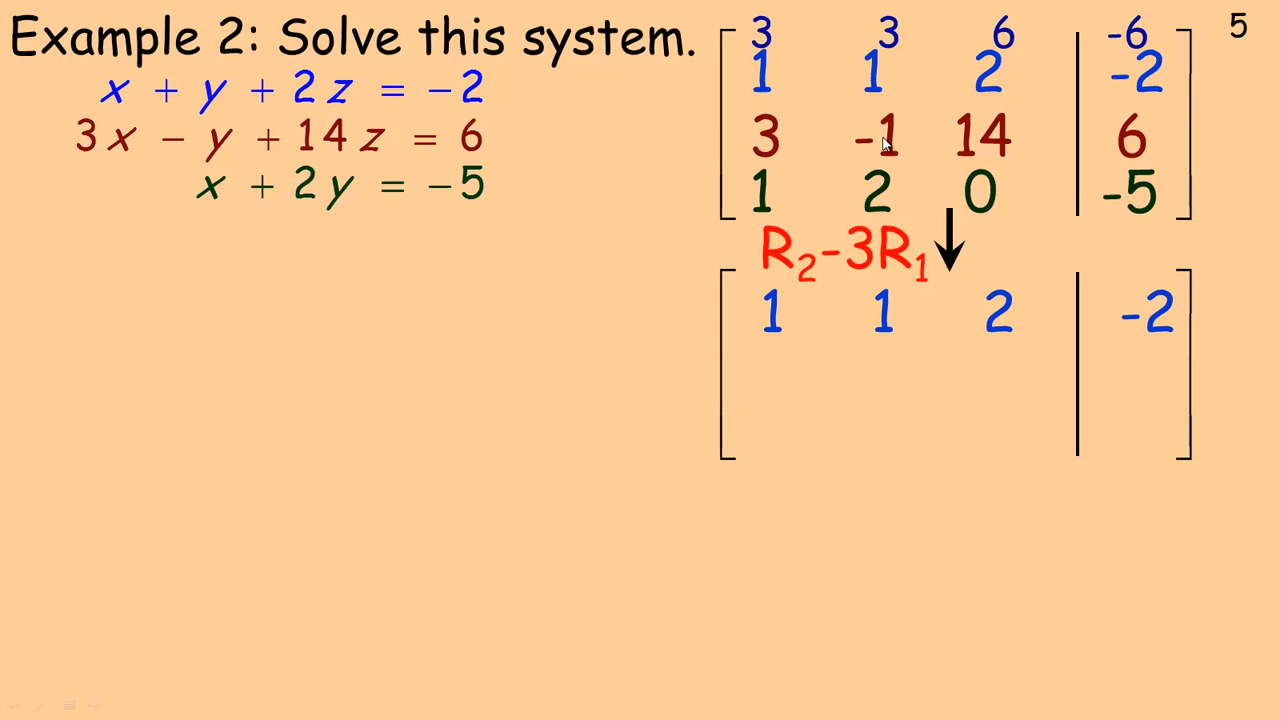 Example 2: Solve this system.
x + y + 2z = -2
3x - y + 14z = 6
x + 2y = -5
5
3 3 6 -6
1 1 2 -2
3 -1 14 6
1 2 0 -5
R₂-3R₁
1 1 2 -2